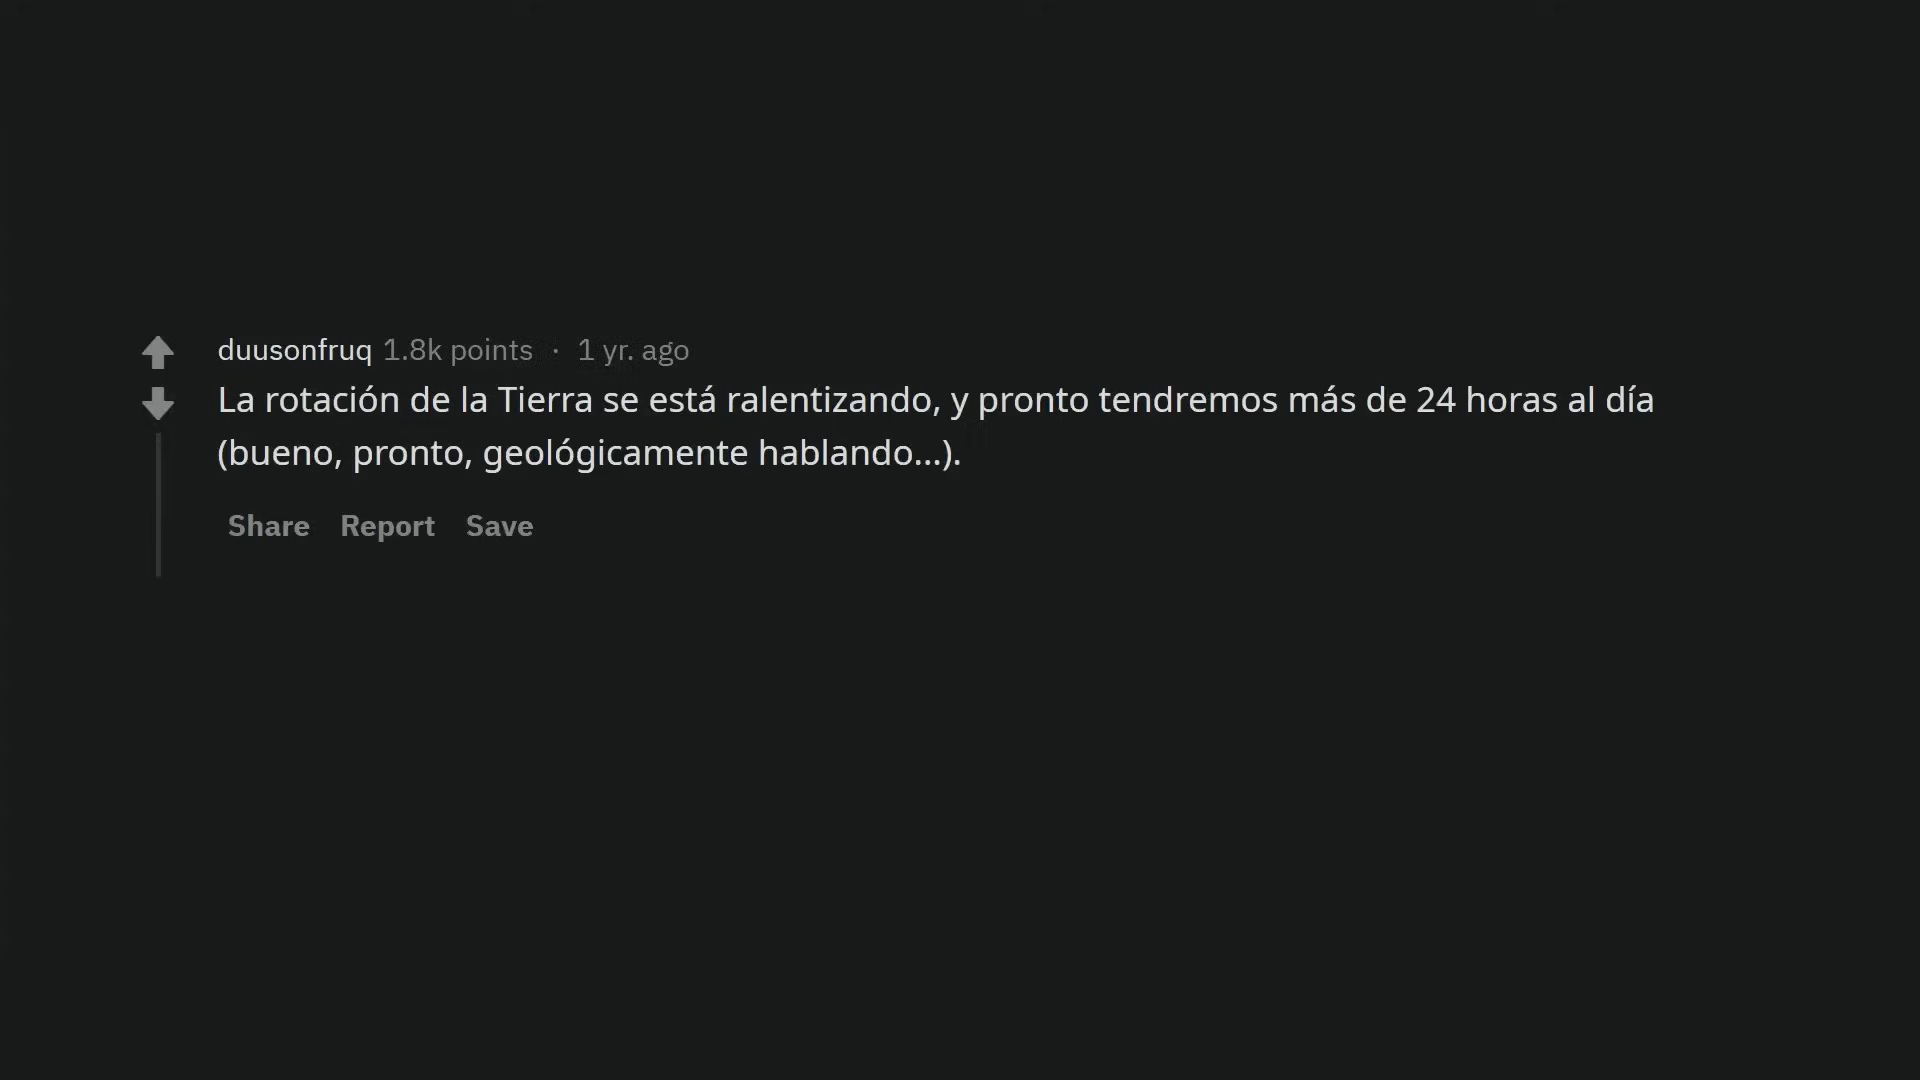 duusonfruq 1.8k points · 1 yr. ago
La rotación de la Tierra se está ralentizando, y pronto tendremos más de 24 horas al día
(bueno, pronto, geológicamente hablando...).
Share Report Save